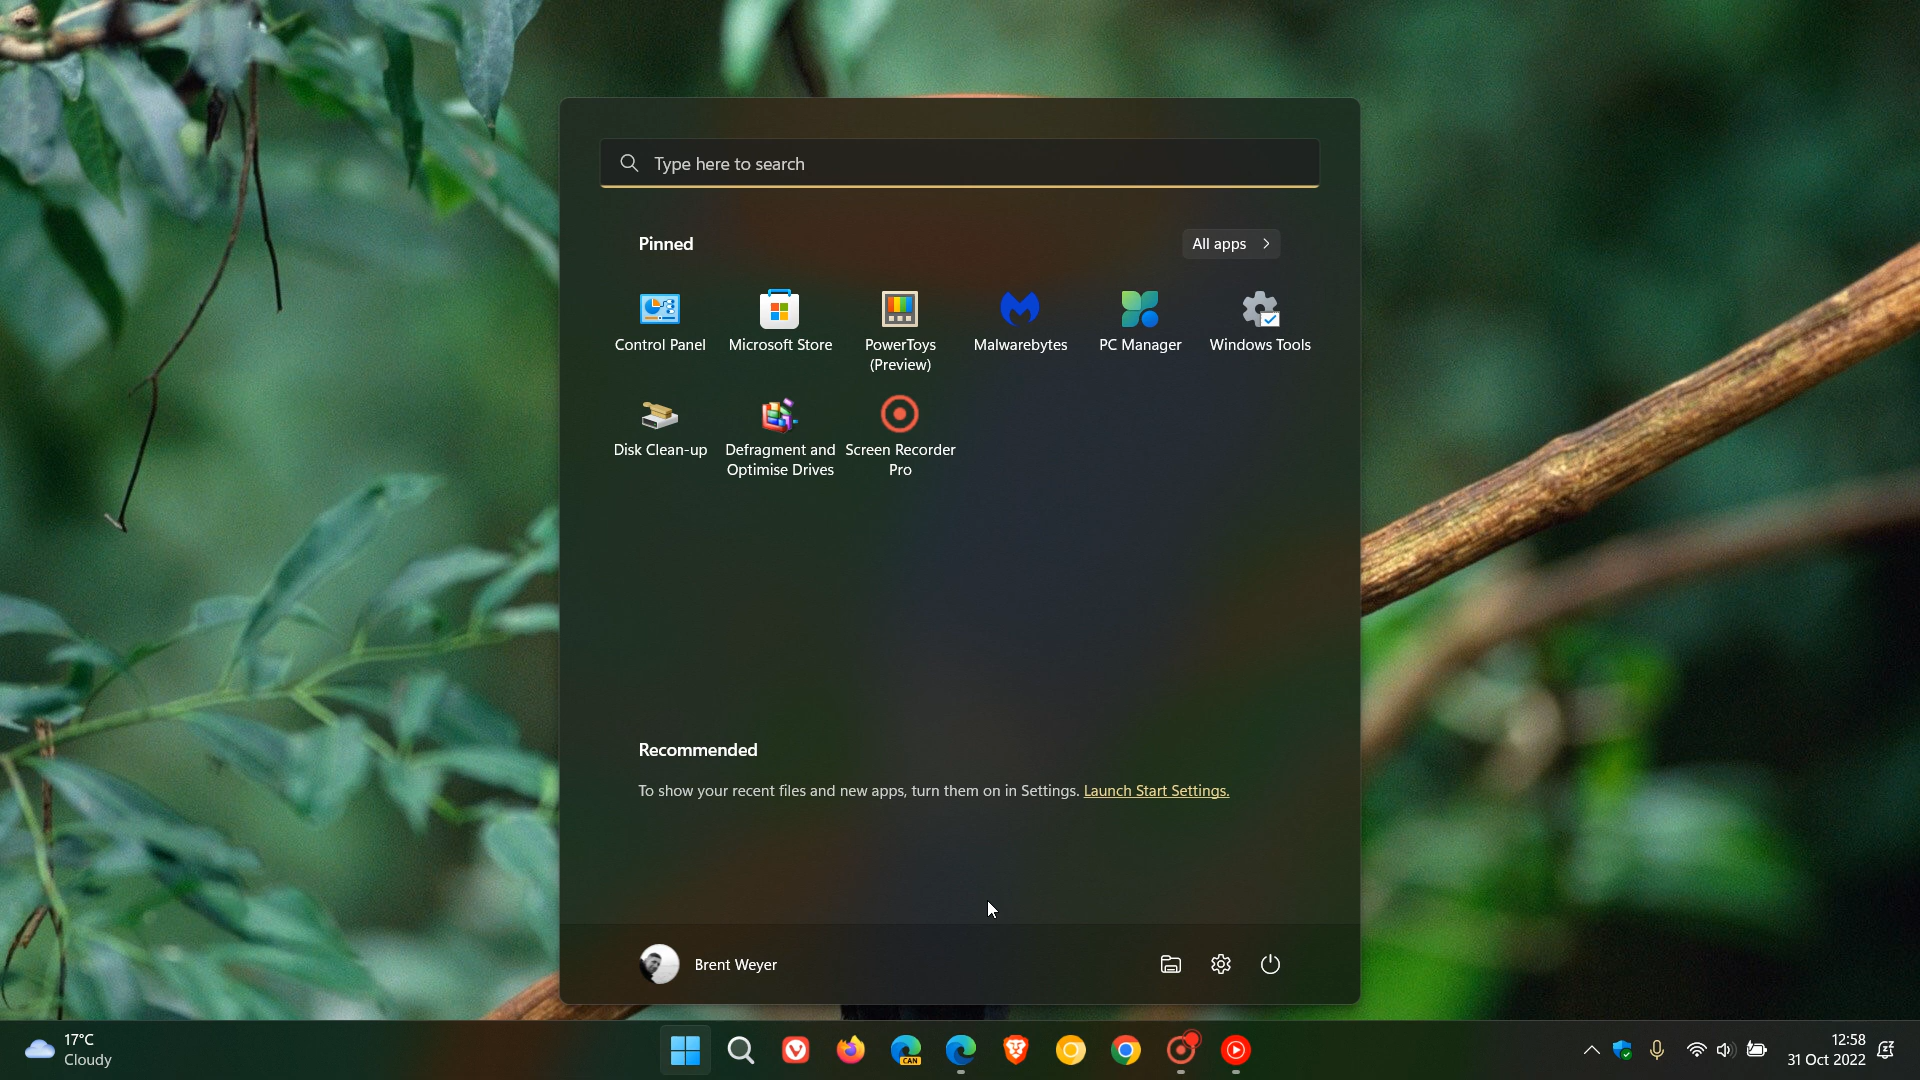 Type here to search
Pinned
All apps
Control Panel
Microsoft Store
PowerToys
(Preview)
Malwarebytes
PC Manager
Windows Tools
Disk Clean-up
Defragment and
Optimise Drives
Screen Recorder
Pro
Recommended
To show your recent files and new apps, turn them on in Settings. Launch Start Settings.
Brent Weyer
17°C
Cloudy
CAN
12:58
31 Oct 2022